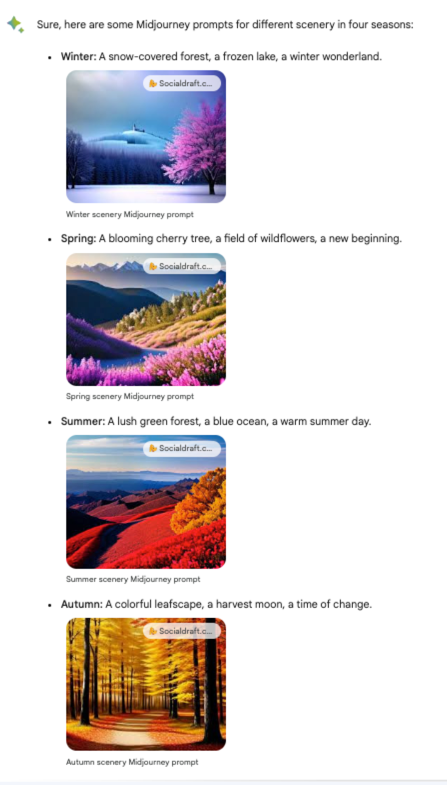 Sure, here are some Midjourney prompts for different scenery in four seasons:
Winter: A snow-covered forest, a frozen lake, a winter wonderland.
Socialdraft.c...
Winter scenery Midjourney prompt
Spring: A blooming cherry tree, a field of wildflowers, a new beginning.
Socialdraft.c...
Spring scenery Midjourney prompt
Summer: A lush green forest, a blue ocean, a warm summer day.
Socialdraft.c...
Summer scenery Midjourney prompt
Autumn: A colorful leafscape, a harvest moon, a time of change.
Socialdraft.c...
Autumn scenery Midjourney prompt